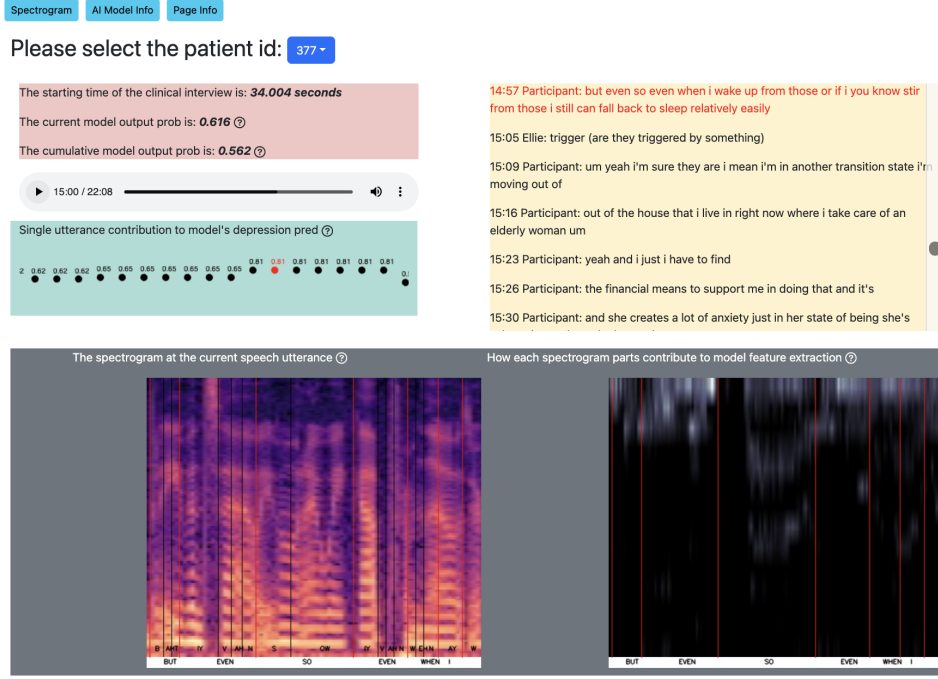 Spectrogram AI Model Info Page Info
Please select the patient id: 377
The starting time of the clinical interview is: 34.004 seconds
The current model output prob is: 0.616 ?
The cumulative model output prob is: 0.562 ?
15:00 / 22:08
Single utterance contribution to model's depression pred ?
2 0.62 0.62 0.62 0.65 0.65 0.65 0.65 0.65 0.65 0.65 0.81 0.81 0.81 0.81 0.81 0.81 0.81
14:57 Participant: but even so even when i wake up from those or if i you know stir
from those i still can fall back to sleep relatively easily
15:05 Ellie: trigger (are they triggered by something)
15:09 Participant: um yeah i'm sure they are i mean i'm in another transition state i'm
moving out of
15:16 Participant: out of the house that i live in right now where i take care of an
elderly woman um
15:23 Participant: yeah and i just i have to find
15:26 Participant: the financial means to support me in doing that and it's
15:30 Participant: and she creates a lot of anxiety just in her state of being she's
The spectrogram at the current speech utterance ?
B AHT IY V AH N S OW IY V AH N W EH N AY W
BUT EVEN SO EVEN WHEN I
How each spectrogram parts contribute to model feature extraction ?
BUT EVEN SO EVEN WHEN I